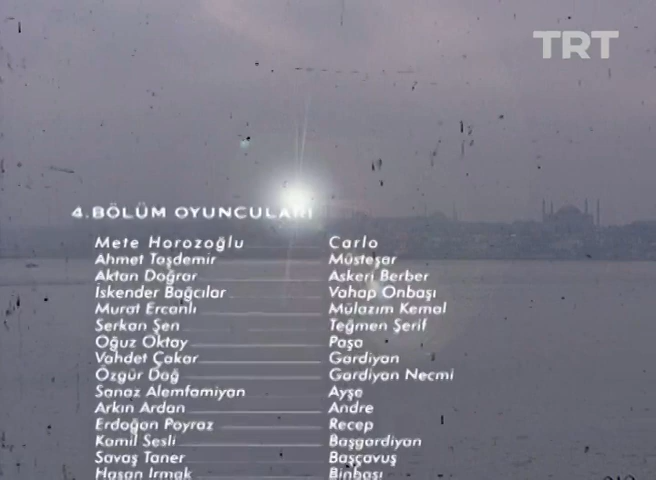 TRT
4.BÖLÜM OYUNCULARI
Mete Horozoğlu Carlo
Ahmet Taşdemir Müsteşar
Aktan Doğrar Askeri Berber
İskender Bağcılar Vahap Onbaşı
Murat Ercanlı Mülazım Kemal
Serkan Şen Teğmen Şerif
Oğuz Oktay Paşa
Vahdet Çakar Gardiyan
Özgür Dağ Gardiyan Necmi
Sanaz Alemfamiyan Ayşe
Arkın Ardan Andre
Erdoğan Poyraz Recep
Kamil Sesli Başgardiyan
Savaş Taner Başçavuş
Hasan Irmak Binbaşı